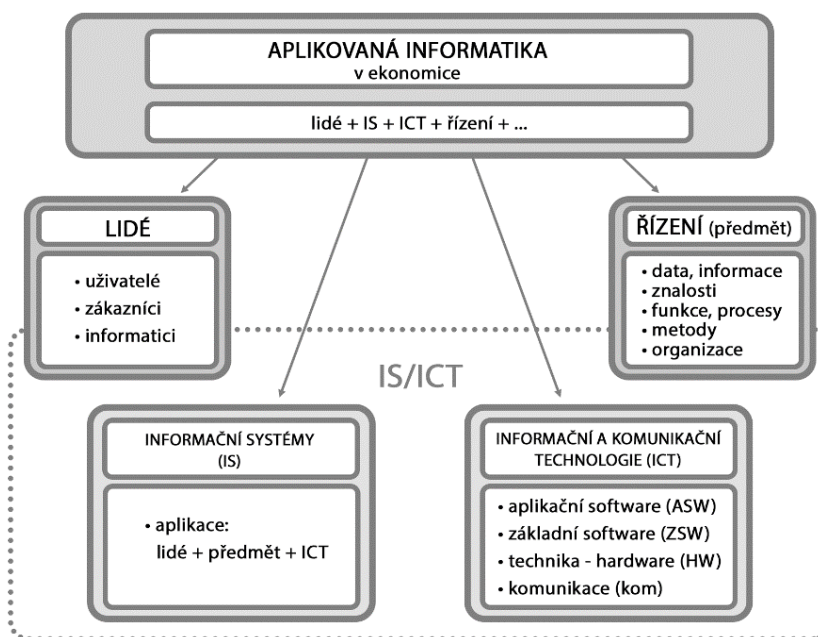 APLIKOVANÁ INFORMATIKA
v ekonomice
lidé + IS + ICT + řízení + ...
LIDÉ
• uživatelé
• zákazníci
• informatici
ŘÍZENÍ (předmět)
• data, informace
• znalosti
• funkce, procesy
• metody
• organizace
IS/ICT
INFORMAČNÍ SYSTÉMY
(IS)
• aplikace:
lidé + předmět + ICT
INFORMAČNÍ A KOMUNIKAČNÍ
TECHNOLOGIE (ICT)
• aplikační software (ASW)
• základní software (ZSW)
• technika - hardware (HW)
• komunikace (kom)